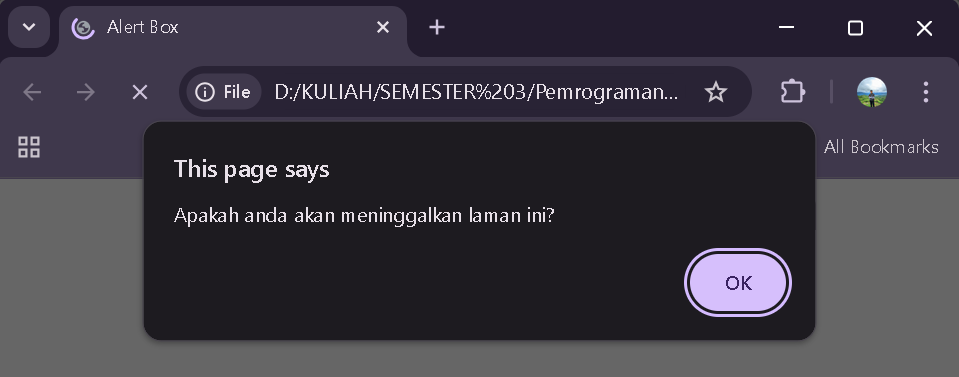 Alert Box
File
D:/KULIAH/SEMESTER%203/Pemrograman...
All Bookmarks
This page says
Apakah anda akan meninggalkan laman ini?
OK